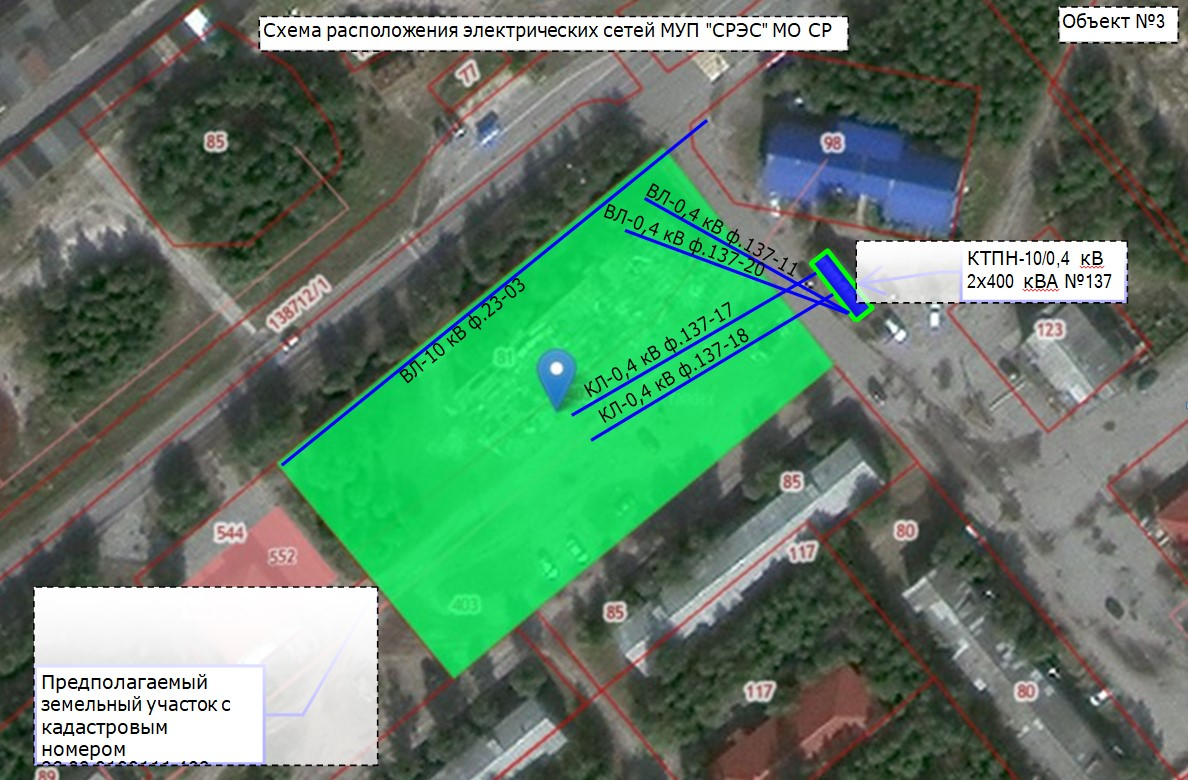 Схема расположения электрических сетей МУП "СРЭС" МО СР
Объект №3
77
85
98
ВЛ-0,4 кВ ф.137-11
ВЛ-0,4 кВ ф.137-20
КТПН-10/0,4 кВ
2х400 кВА №137
138712/1
ВЛ-10 кВ ф.23-03
КЛ-0,4 кВ ф.137-17
КЛ-0,4 кВ ф.137-18
123
81
85
544
552
117
80
403
85
117
80
Предполагаемый
земельный участок с
кадастровым
номером
89